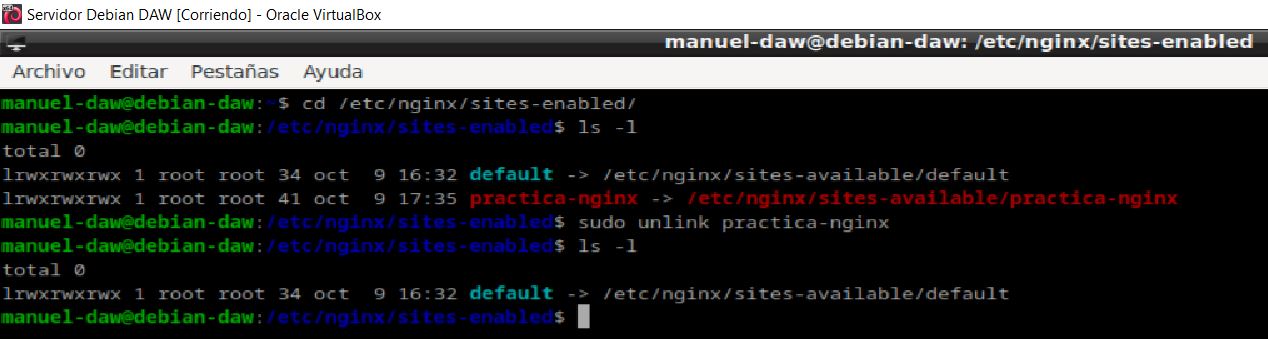 Servidor Debian DAW [Corriendo] - Oracle VirtualBox
manuel-daw@debian-daw: /etc/nginx/sites-enabled
Archivo Editar Pestañas Ayuda
manuel-daw@debian-daw:~$ cd /etc/nginx/sites-enabled/
manuel-daw@debian-daw:/etc/nginx/sites-enabled$ ls -l
total 0
lrwxrwxrwx 1 root root 34 oct  9 16:32 default -> /etc/nginx/sites-available/default
lrwxrwxrwx 1 root root 41 oct  9 17:35 practica-nginx -> /etc/nginx/sites-available/practica-nginx
manuel-daw@debian-daw:/etc/nginx/sites-enabled$ sudo unlink practica-nginx
manuel-daw@debian-daw:/etc/nginx/sites-enabled$ ls -l
total 0
lrwxrwxrwx 1 root root 34 oct  9 16:32 default -> /etc/nginx/sites-available/default
manuel-daw@debian-daw:/etc/nginx/sites-enabled$